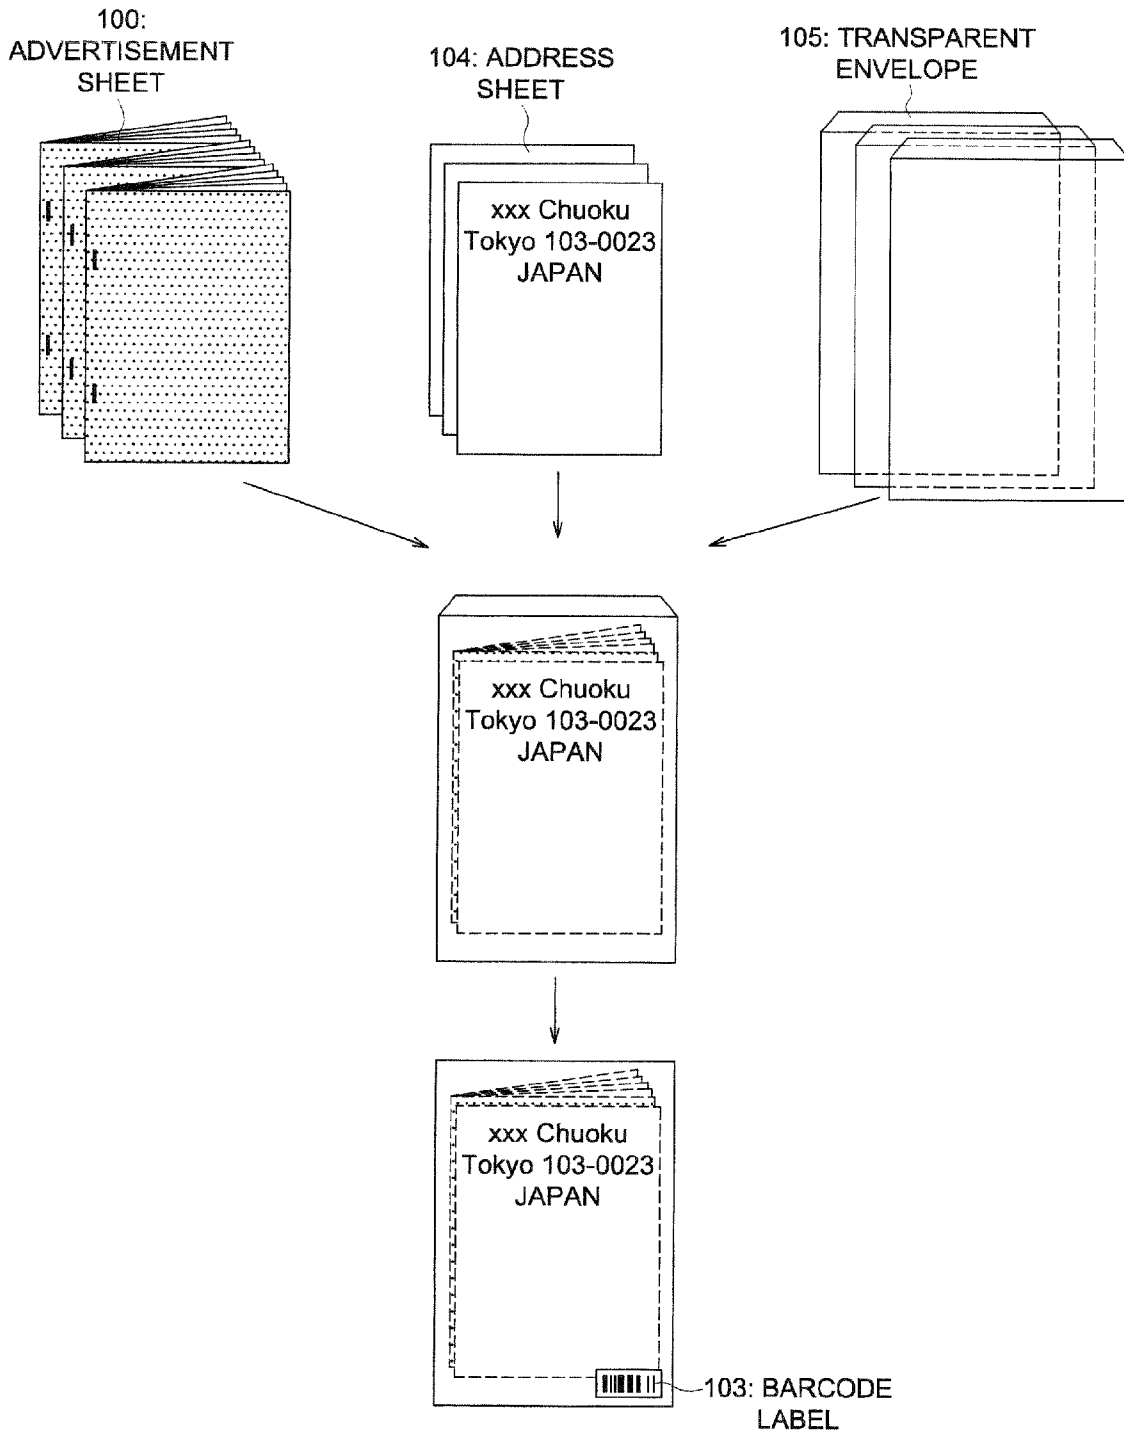 100:
ADVERTISEMENT
SHEET
104: ADDRESS
SHEET
105: TRANSPARENT
ENVELOPE
xxx Chuoku
Tokyo 103-0023
JAPAN
xxx Chuoku
Tokyo 103-0023
JAPAN
xxx Chuoku
Tokyo 103-0023
JAPAN
103: BARCODE
LABEL